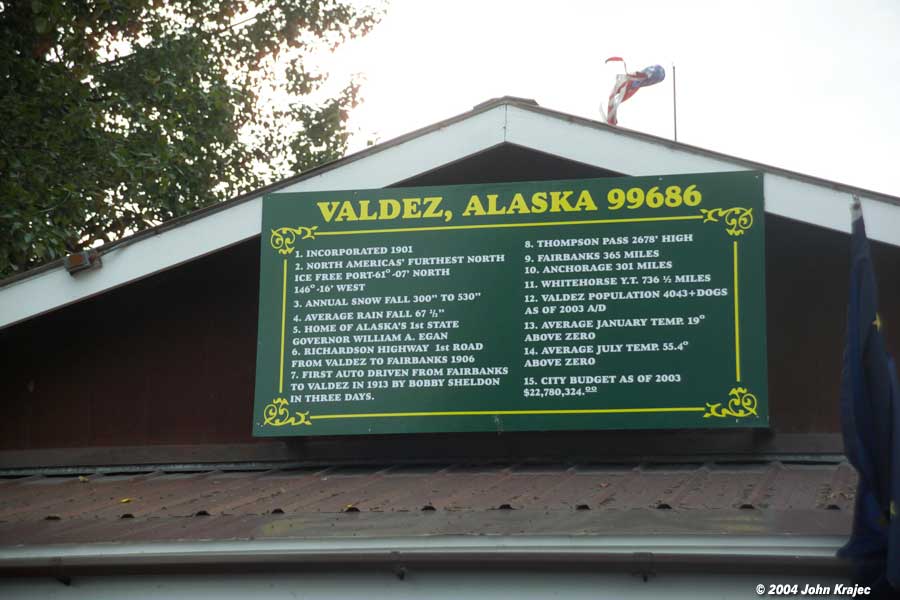 VALDEZ, ALASKA 99686
1. INCORPORATED 1901
2. NORTH AMERICAS' FURTHEST NORTH
ICE FREE PORT-61°-07' NORTH
146°-16' WEST
3. ANNUAL SNOW FALL 300" TO 530"
4. AVERAGE RAIN FALL 67 ½"
5. HOME OF ALASKA'S 1st STATE
GOVERNOR WILLIAM A. EGAN
6. RICHARDSON HIGHWAY 1st ROAD
FROM VALDEZ TO FAIRBANKS 1906
7. FIRST AUTO DRIVEN FROM FAIRBANKS
TO VALDEZ IN 1913 BY BOBBY SHELDON
IN THREE DAYS.
8. THOMPSON PASS 2678' HIGH
9. FAIRBANKS 365 MILES
10. ANCHORAGE 301 MILES
11. WHITEHORSE Y.T. 736 ½ MILES
12. VALDEZ POPULATION 4043+DOGS
AS OF 2003 A/D
13. AVERAGE JANUARY TEMP. 19°
ABOVE ZERO
14. AVERAGE JULY TEMP. 55.4°
ABOVE ZERO
15. CITY BUDGET AS OF 2003
$22,780,324.00
© 2004 John Krajec